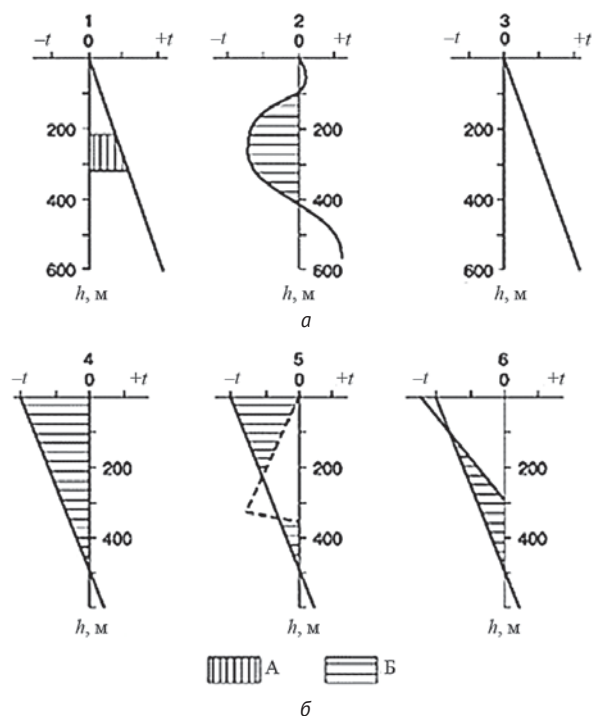 1 2 3
–t 0 +t –t 0 +t –t 0 +t
200 200 200
400 400 400
600 600 600
h, м h, м h, м
а
4 5 6
–t 0 +t –t 0 +t –t 0 +t
200 200 200
400 400 400
h, м h, м h, м
А Б
б